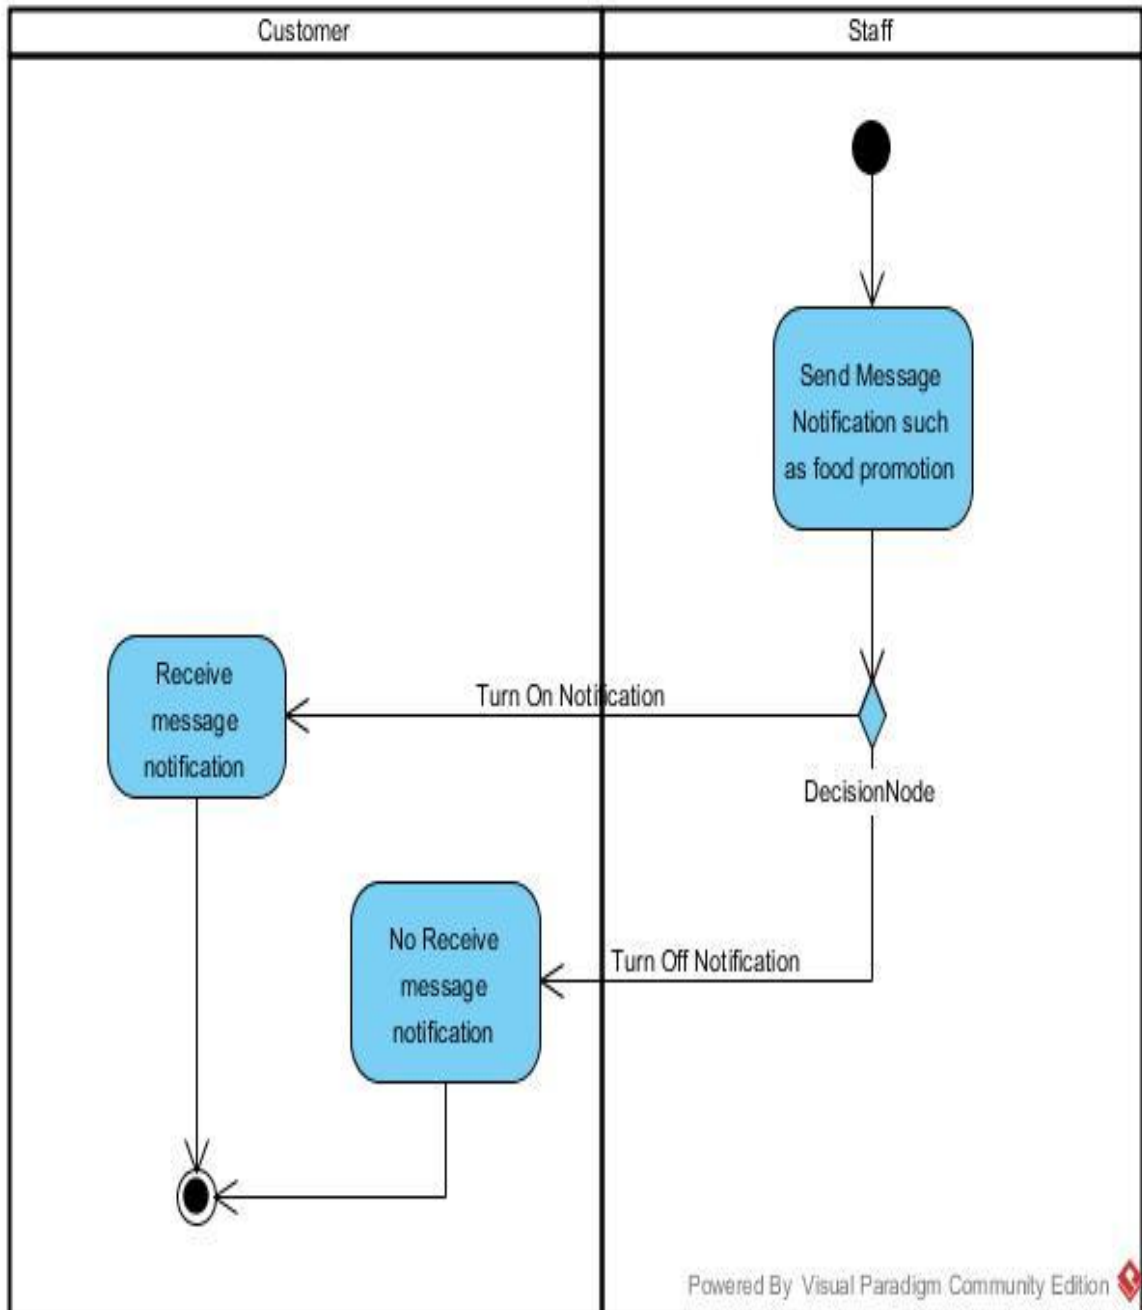 Customer
Staff
Send Message
Notification such
as food promotion
Receive
message
notification
Turn On Notification
DecisionNode
No Receive
message
notification
Turn Off Notification
Powered By Visual Paradigm Community Edition